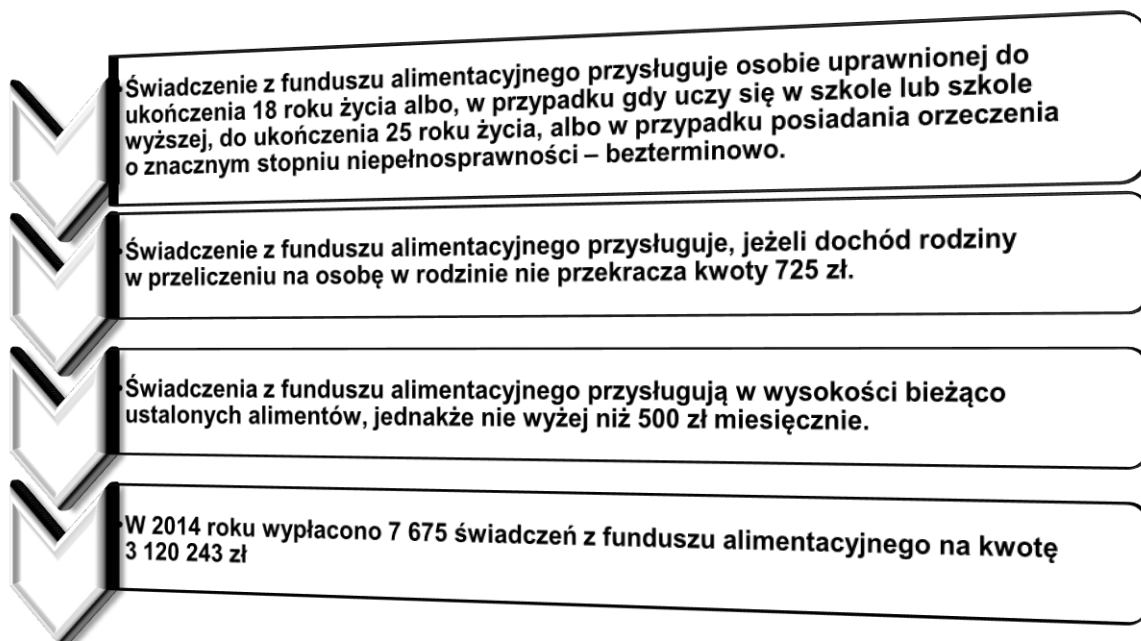 •Świadczenie z funduszu alimentacyjnego przysługuje osobie uprawnionej do
ukończenia 18 roku życia albo, w przypadku gdy uczy się w szkole lub szkole
wyższej, do ukończenia 25 roku życia, albo w przypadku posiadania orzeczenia
o znacznym stopniu niepełnosprawności – bezterminowo.
•Świadczenie z funduszu alimentacyjnego przysługuje, jeżeli dochód rodziny
w przeliczeniu na osobę w rodzinie nie przekracza kwoty 725 zł.
•Świadczenia z funduszu alimentacyjnego przysługują w wysokości bieżąco
ustalonych alimentów, jednakże nie wyżej niż 500 zł miesięcznie.
•W 2014 roku wypłacono 7 675 świadczeń z funduszu alimentacyjnego na kwotę
3 120 243 zł